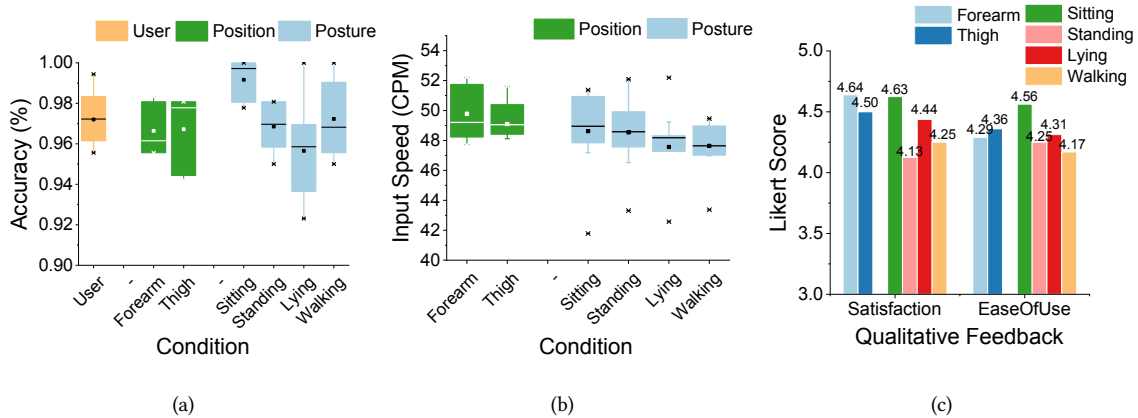 User
Position
Posture
Accuracy (%)
1.00
0.98
0.96
0.94
0.92
0.90
User
-
Forearm
Thigh
-
Sitting
Standing
Lying
Walking
Condition
(a)
Position
Posture
Input Speed (CPM)
54
52
50
48
46
44
42
40
Forearm
Thigh
Sitting
Standing
Lying
Walking
Condition
(b)
Forearm
Thigh
Sitting
Standing
Lying
Walking
Likert Score
5.0
4.5
4.0
3.5
3.0
4.64
4.50
4.63
4.13
4.44
4.25
4.29
4.36
4.56
4.25
4.31
4.17
Satisfaction
EaseOfUse
Qualitative Feedback
(c)